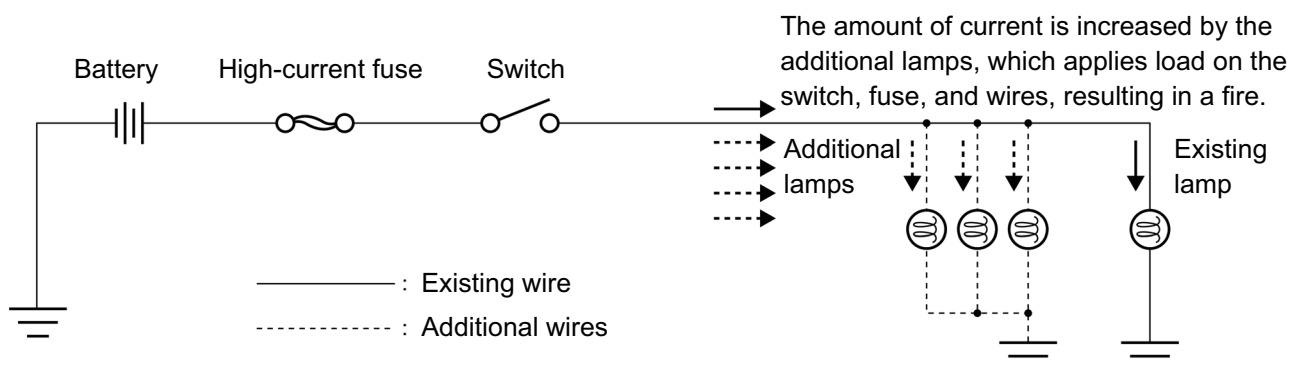 The amount of current is increased by the
additional lamps, which applies load on the
switch, fuse, and wires, resulting in a fire.
Battery
High-current fuse
Switch
Additional
lamps
Existing
lamp
: Existing wire
: Additional wires